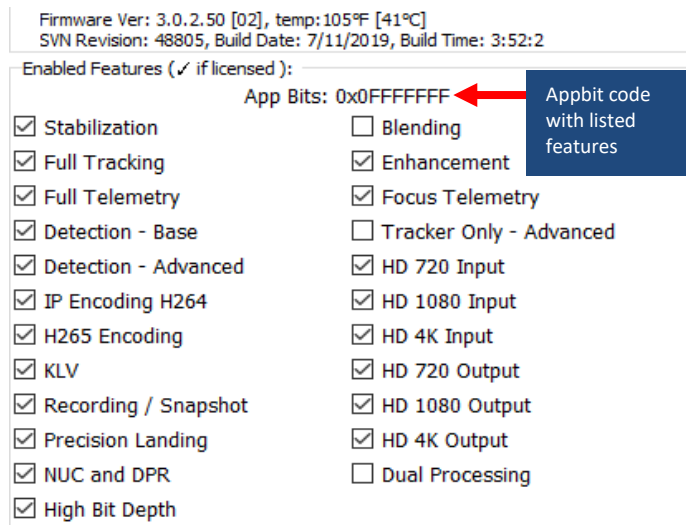 Firmware Ver: 3.0.2.50 [02], temp:105°F [41°C]
SVN Revision: 48805, Build Date: 7/11/2019, Build Time: 3:52:2
Enabled Features (✓ if licensed ):
App Bits: 0x0FFFFFFF
Appbit code
with listed
features
Stabilization
Full Tracking
Full Telemetry
Detection - Base
Detection - Advanced
IP Encoding H264
H265 Encoding
KLV
Recording / Snapshot
Precision Landing
NUC and DPR
High Bit Depth
Blending
Enhancement
Focus Telemetry
Tracker Only - Advanced
HD 720 Input
HD 1080 Input
HD 4K Input
HD 720 Output
HD 1080 Output
HD 4K Output
Dual Processing